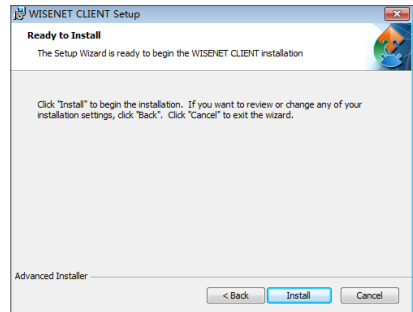 WISENET CLIENT Setup
Ready to Install
The Setup Wizard is ready to begin the WISENET CLIENT installation
Click "Install" to begin the installation. If you want to review or change any of your
installation settings, click "Back". Click "Cancel" to exit the wizard.
Advanced Installer
< Back Install Cancel